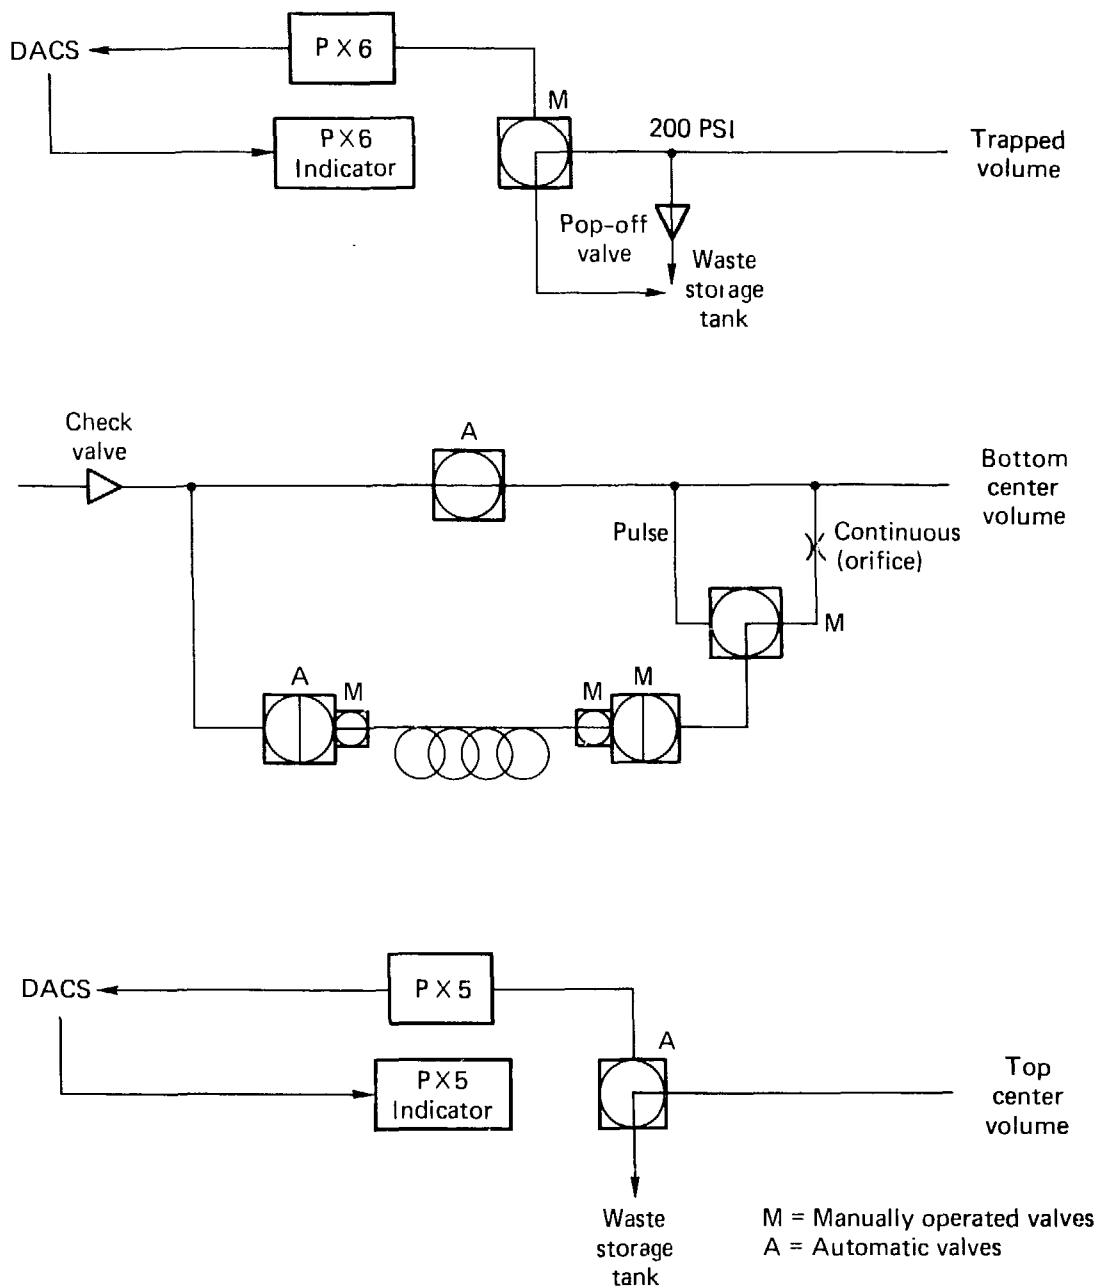 DACS
P X 6
P X 6
Indicator
M
200 PSI
Trapped
volume
Pop-off
valve
Waste
storage
tank
Check
valve
A
Bottom
center
volume
Pulse
Continuous
(orifice)
M
A
M
M
M
DACS
P X 5
P X 5
Indicator
A
Top
center
volume
Waste
storage
tank
M = Manually operated valves
A = Automatic valves